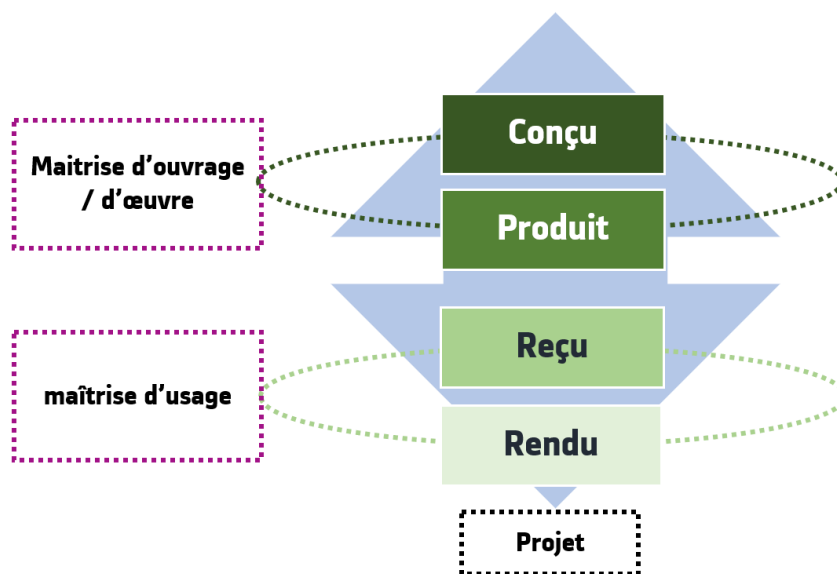 Conçu
Maitrise d'ouvrage
/ d'œuvre
Produit
Reçu
maîtrise d'usage
Rendu
Projet